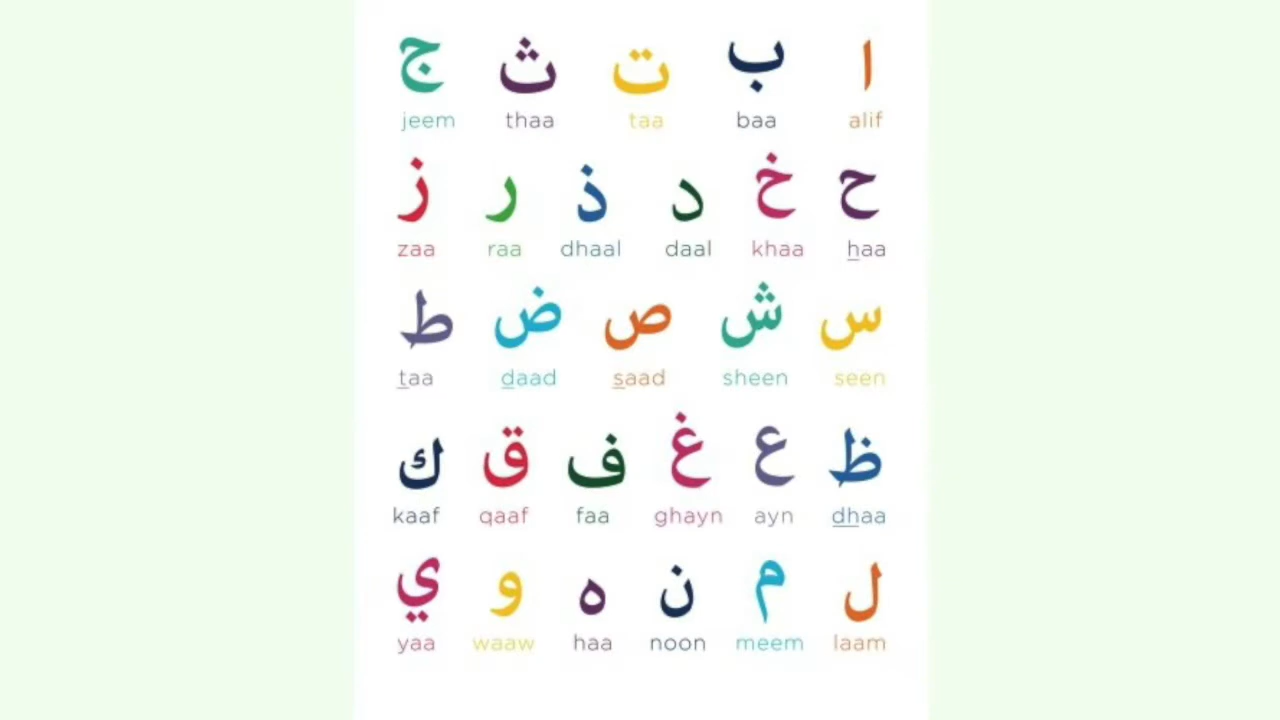 ا ب ت ث ج
alif baa taa thaa jeem
ح خ د ذ ر ز
haa khaa daal dhaal raa zaa
س ش ص ض ط
seen sheen saad daad taa
ظ ع غ ف ق ك
dhaa ayn ghayn faa qaaf kaaf
ل م ن ه و ي
laam meem noon haa waaw yaa